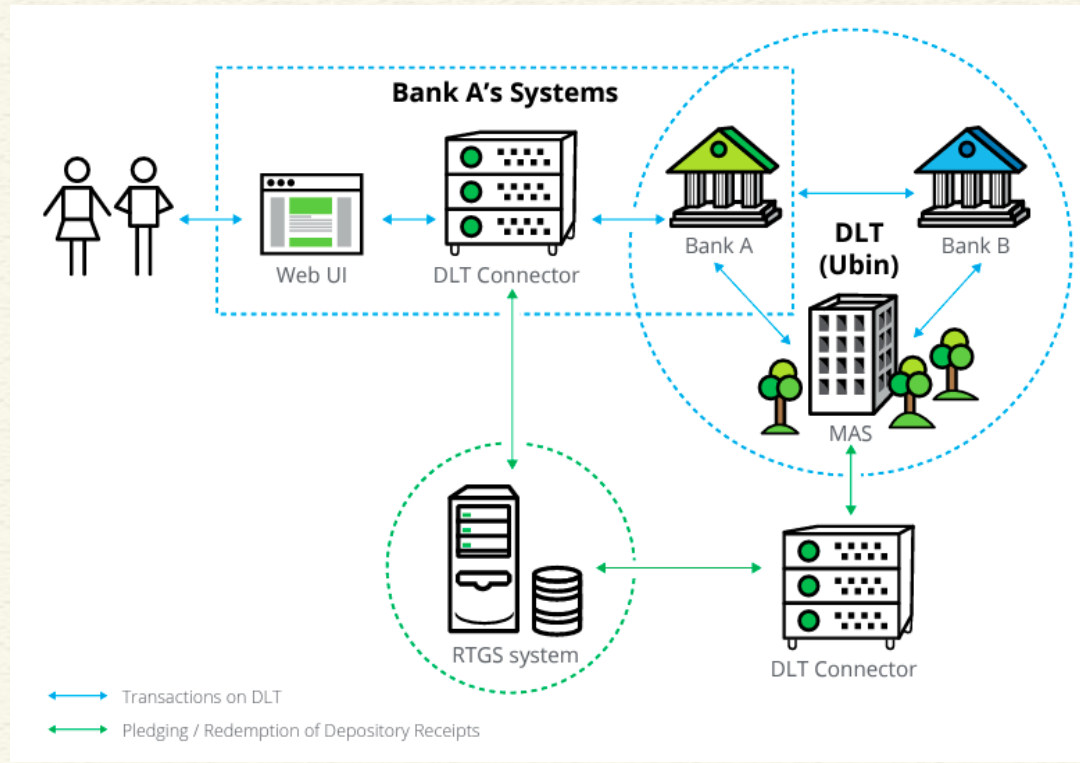 Bank A's Systems
Web UI
DLT Connector
Bank A
DLT
(Ubin)
Bank B
MAS
RTGS system
DLT Connector
Transactions on DLT
Pledging / Redemption of Depository Receipts